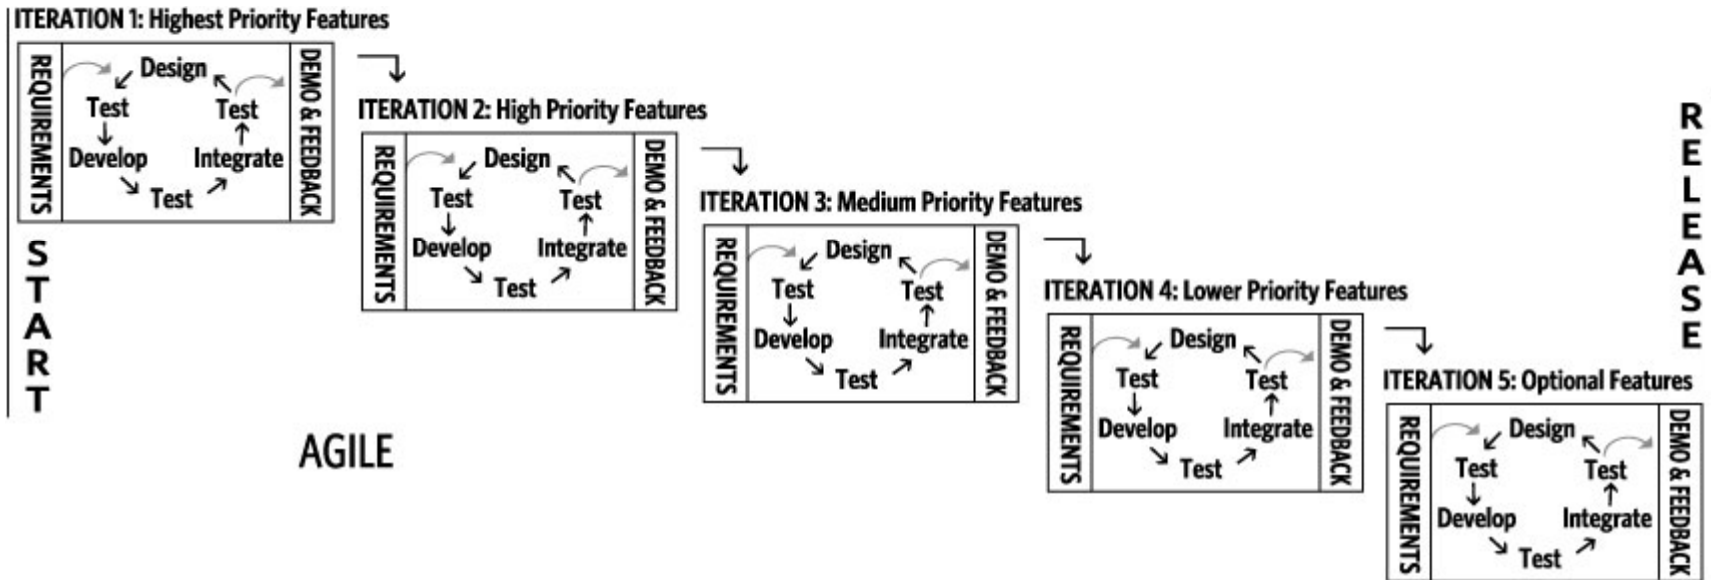 ITERATION 1: Highest Priority Features
REQUIREMENTS
Design
Test
Test
Develop
Integrate
Test
DEMO & FEEDBACK
START
ITERATION 2: High Priority Features
REQUIREMENTS
Design
Test
Test
Develop
Integrate
Test
DEMO & FEEDBACK
ITERATION 3: Medium Priority Features
REQUIREMENTS
Design
Test
Test
Develop
Integrate
Test
DEMO & FEEDBACK
ITERATION 4: Lower Priority Features
REQUIREMENTS
Design
Test
Test
Develop
Integrate
Test
DEMO & FEEDBACK
ITERATION 5: Optional Features
REQUIREMENTS
Design
Test
Test
Develop
Integrate
Test
DEMO & FEEDBACK
RELEASE
AGILE